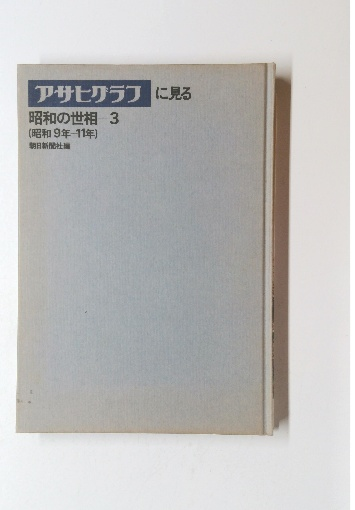 アサヒグラフ に見る
昭和の世相―3
(昭和9年―11年)
朝日新聞社編